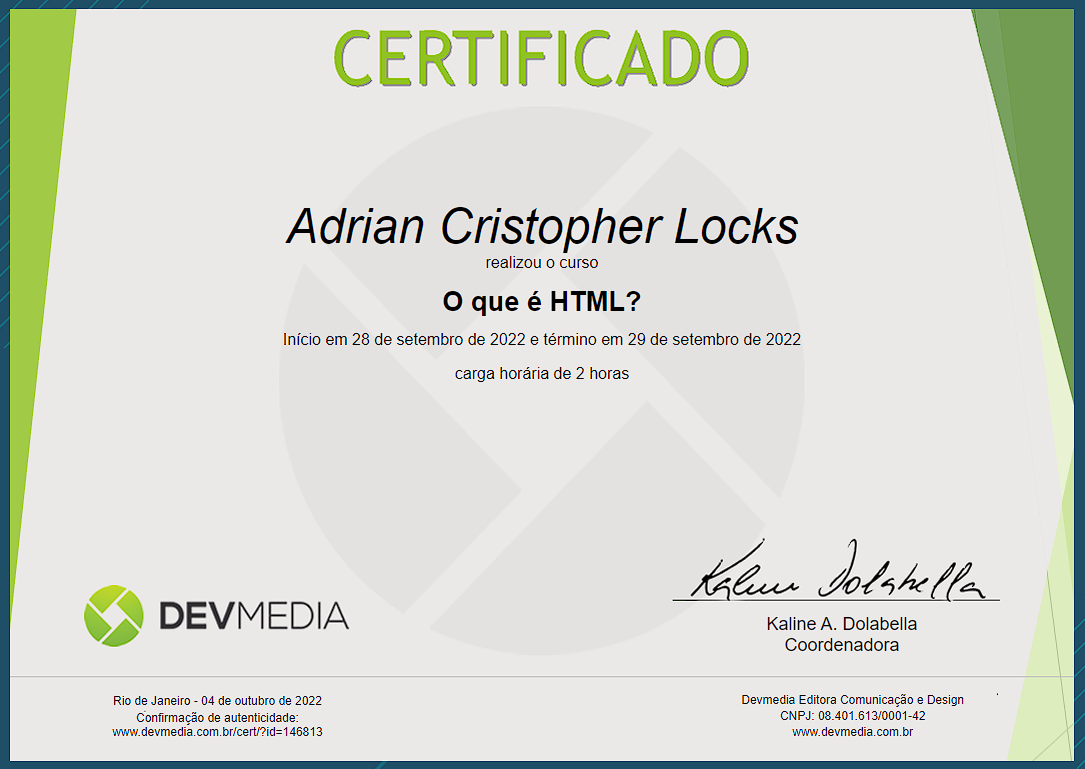 CERTIFICADO
Adrian Cristopher Locks
realizou o curso
O que é HTML?
Início em 28 de setembro de 2022 e término em 29 de setembro de 2022
carga horária de 2 horas
Kaline Dolabella
DEVMEDIA
Kaline A. Dolabella
Coordenadora
Rio de Janeiro - 04 de outubro de 2022
Confirmação de autenticidade:
www.devmedia.com.br/cert/?id=146813
Devmedia Editora Comunicação e Design
CNPJ: 08.401.613/0001-42
www.devmedia.com.br